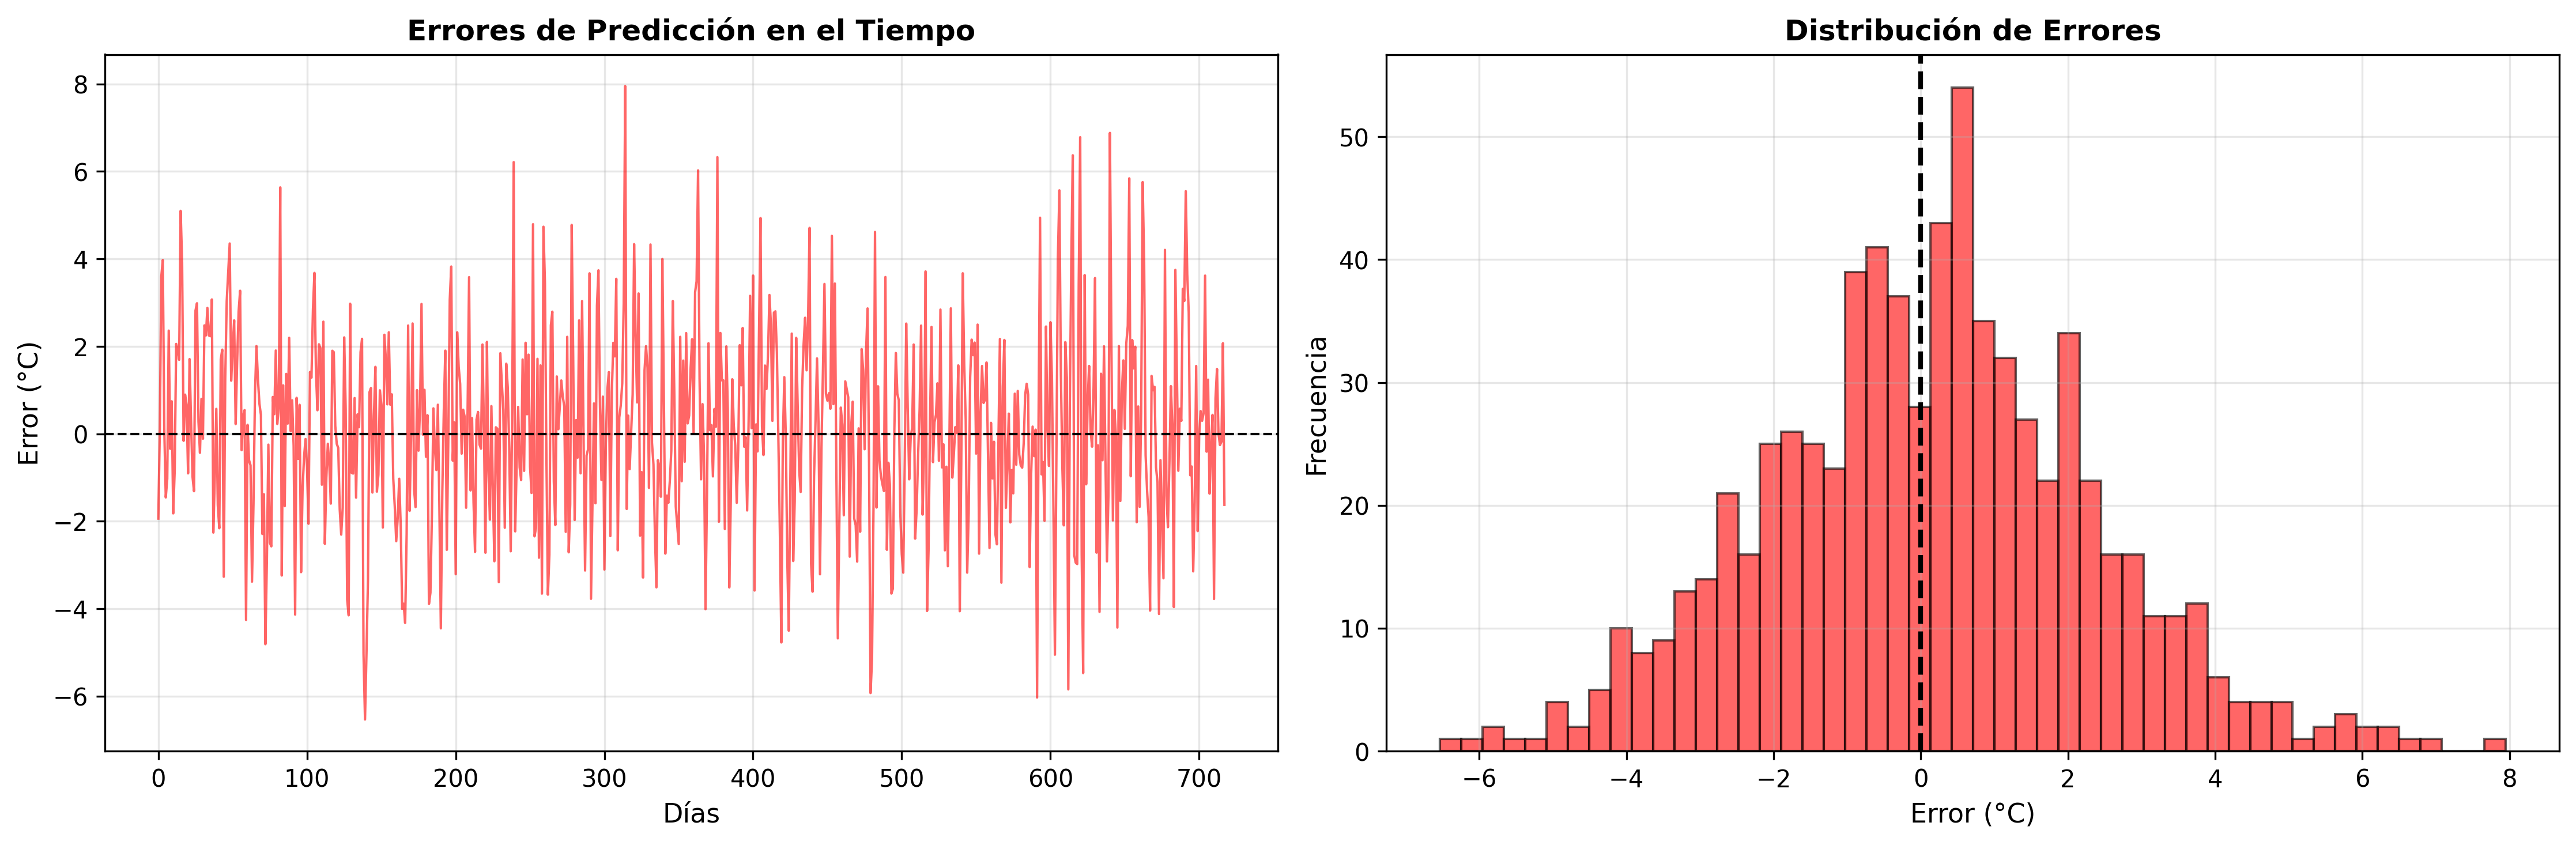 Errores de Predicción en el Tiempo
Error (°C)
8
6
4
2
0
−2
−4
−6
0 100 200 300 400 500 600 700
Días
Distribución de Errores
Frecuencia
50
40
30
20
10
0
−6 −4 −2 0 2 4 6 8
Error (°C)